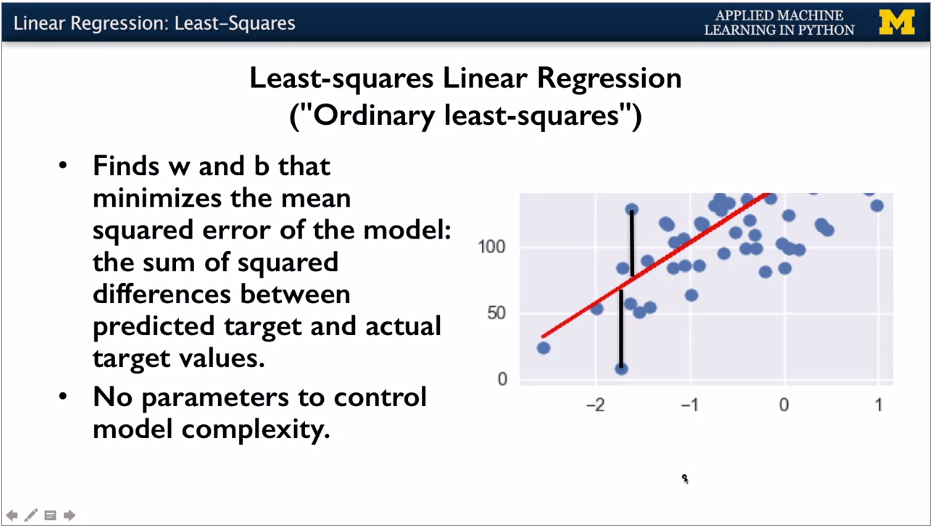 Linear Regression: Least-Squares
APPLIED MACHINE
LEARNING IN PYTHON
M
Least-squares Linear Regression
("Ordinary least-squares")
• Finds w and b that
minimizes the mean
squared error of the model:
the sum of squared
differences between
predicted target and actual
target values.
• No parameters to control
model complexity.
100
50
0
−2 −1 0 1